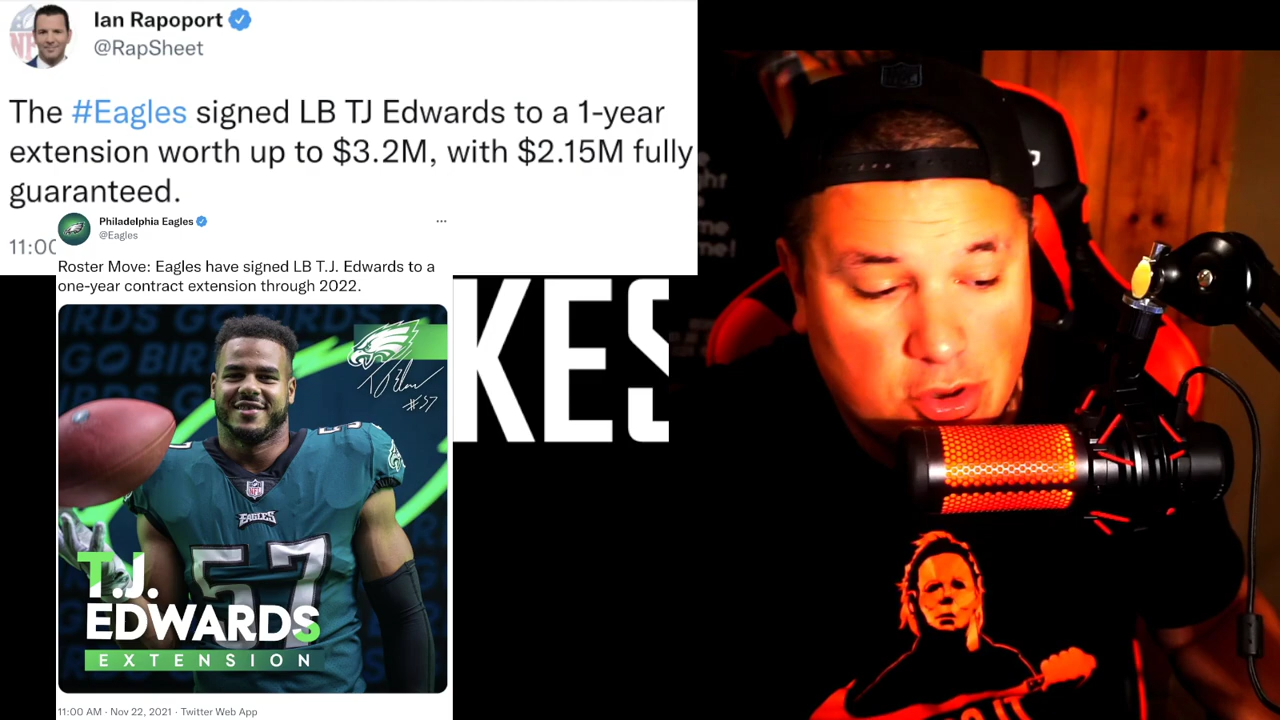 Ian Rapoport
@RapSheet
The #Eagles signed LB TJ Edwards to a 1-year
extension worth up to $3.2M, with $2.15M fully
guaranteed.
11:00
Philadelphia Eagles
@Eagles
Roster Move: Eagles have signed LB T.J. Edwards to a
one-year contract extension through 2022.
GO BIRDS
NFL
EAGLES
57
#57
T.J.
EDWARDS
EXTENSION
11:00 AM · Nov 22, 2021 · Twitter Web App
KES
me!